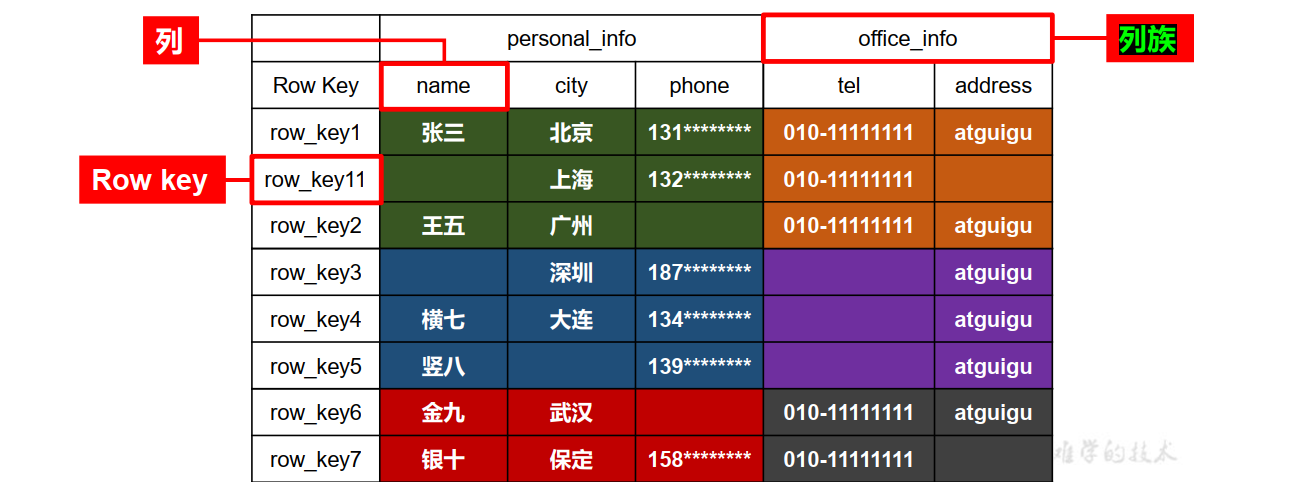 列 personal_info office_info 列族
Row Key name city phone tel address
row_key1 张三 北京 131******** 010-11111111 atguigu
Row key row_key11 上海 132******** 010-11111111
row_key2 王五 广州 010-11111111 atguigu
row_key3 深圳 187******** atguigu
row_key4 横七 大连 134******** atguigu
row_key5 竖八 139******** atguigu
row_key6 金九 武汉 010-11111111 atguigu
row_key7 银十 保定 158******** 010-11111111
难学的技术